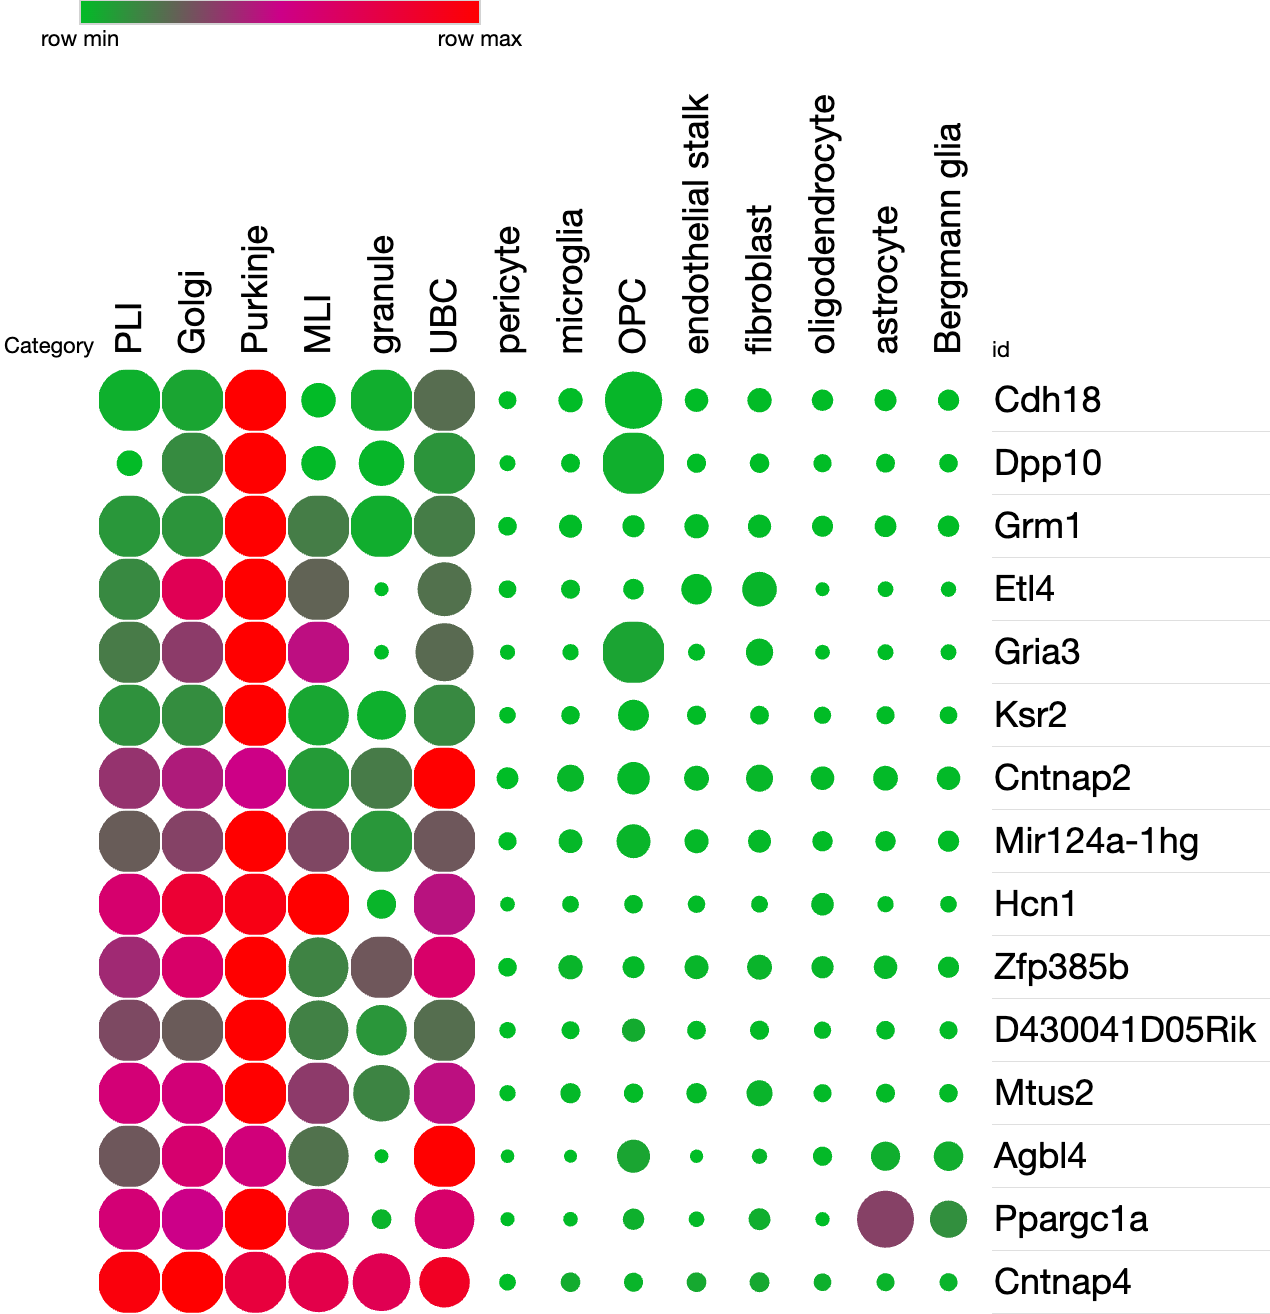 row min row max
Category PLI Golgi Purkinje MLI granule UBC pericyte microglia OPC endothelial stalk fibroblast oligodendrocyte astrocyte Bergmann glia id
Cdh18
Dpp10
Grm1
Etl4
Gria3
Ksr2
Cntnap2
Mir124a-1hg
Hcn1
Zfp385b
D430041D05Rik
Mtus2
Agbl4
Ppargc1a
Cntnap4